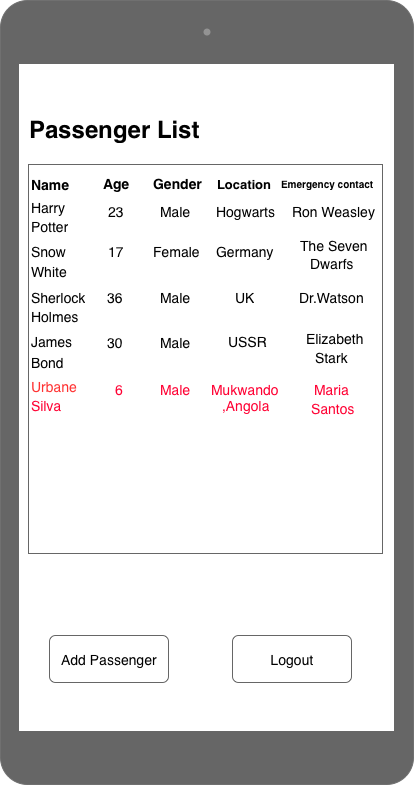 Passenger List
Name Age Gender Location Emergency contact
Harry Potter 23 Male Hogwarts Ron Weasley
Snow White 17 Female Germany The Seven Dwarfs
Sherlock Holmes 36 Male UK Dr.Watson
James Bond 30 Male USSR Elizabeth Stark
Urbane Silva 6 Male Mukwando ,Angola Maria Santos
Add Passenger Logout